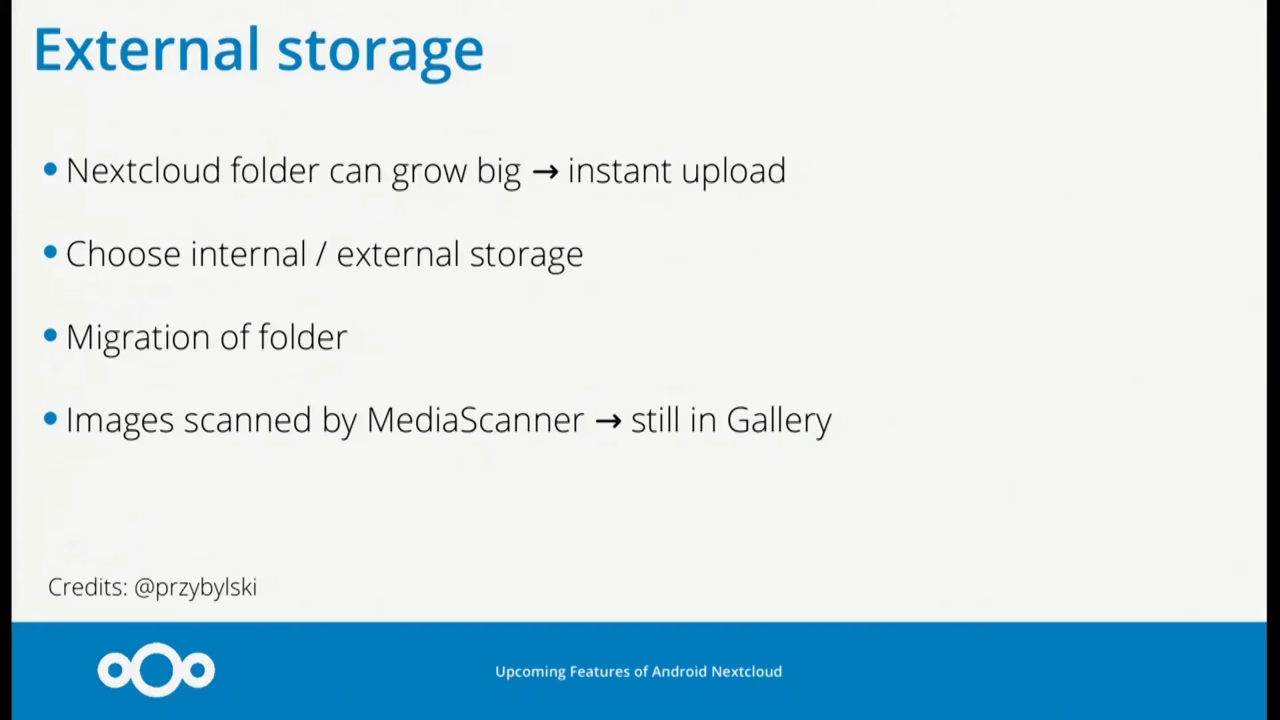 External storage
• Nextcloud folder can grow big → instant upload
• Choose internal / external storage
• Migration of folder
• Images scanned by MediaScanner → still in Gallery
Credits: @przybylski
Upcoming Features of Android Nextcloud